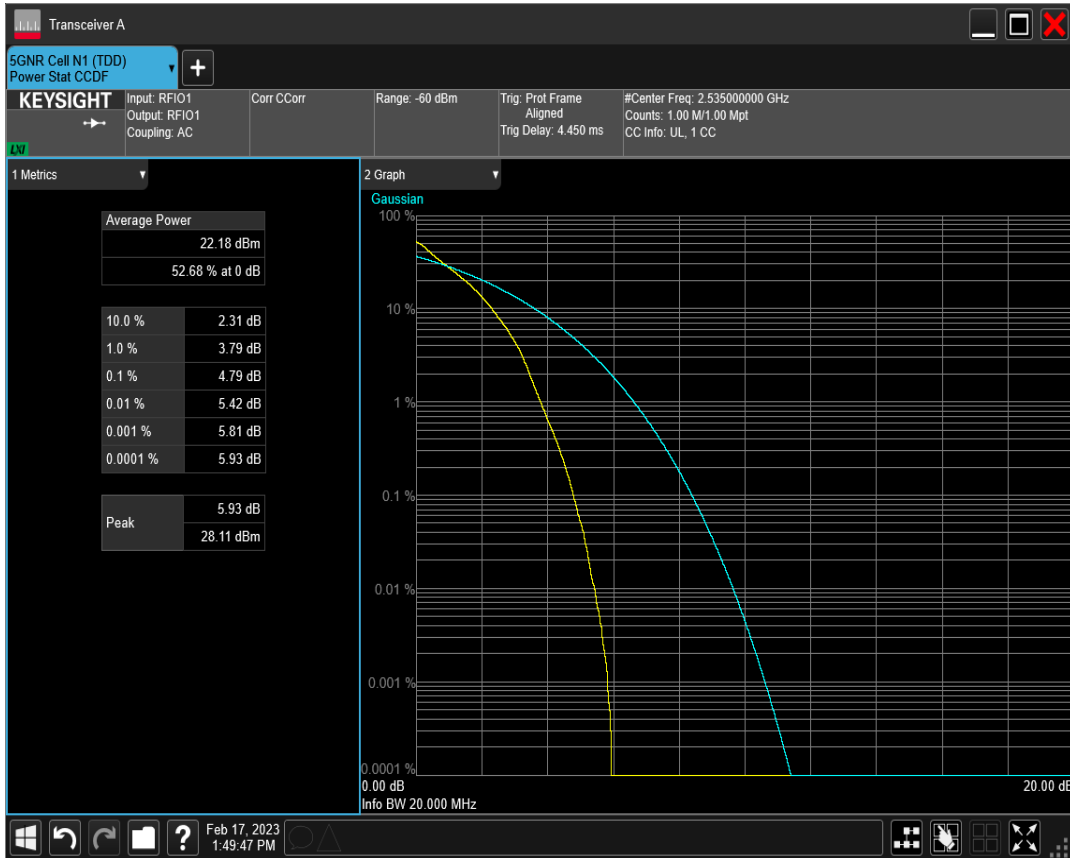 Transceiver A
5GNR Cell N1 (TDD)
Power Stat CCDF
+
KEYSIGHT
LXI
Input: RFIO1
Output: RFIO1
Coupling: AC
Corr CCorr
Range: -60 dBm
Trig: Prot Frame
Aligned
Trig Delay: 4.450 ms
#Center Freq: 2.535000000 GHz
Counts: 1.00 M/1.00 Mpt
CC Info: UL, 1 CC
1 Metrics
Average Power
22.18 dBm
52.68 % at 0 dB
10.0 % 2.31 dB
1.0 % 3.79 dB
0.1 % 4.79 dB
0.01 % 5.42 dB
0.001 % 5.81 dB
0.0001 % 5.93 dB
Peak
5.93 dB
28.11 dBm
2 Graph
Gaussian
100 %
10 %
1 %
0.1 %
0.01 %
0.001 %
0.0001 %
0.00 dB
20.00 dB
Info BW 20.000 MHz
?
Feb 17, 2023
1:49:47 PM